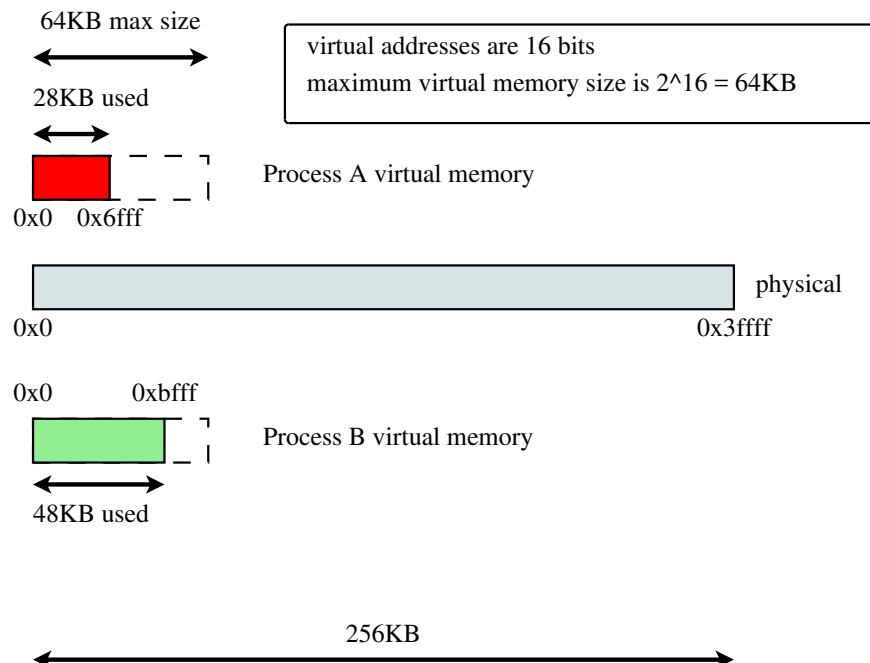 64KB max size
virtual addresses are 16 bits
maximum virtual memory size is 2^16 = 64KB
28KB used
Process A virtual memory
0x0 0x6fff
physical
0x0 0x3ffff
0x0 0xbfff
Process B virtual memory
48KB used
256KB